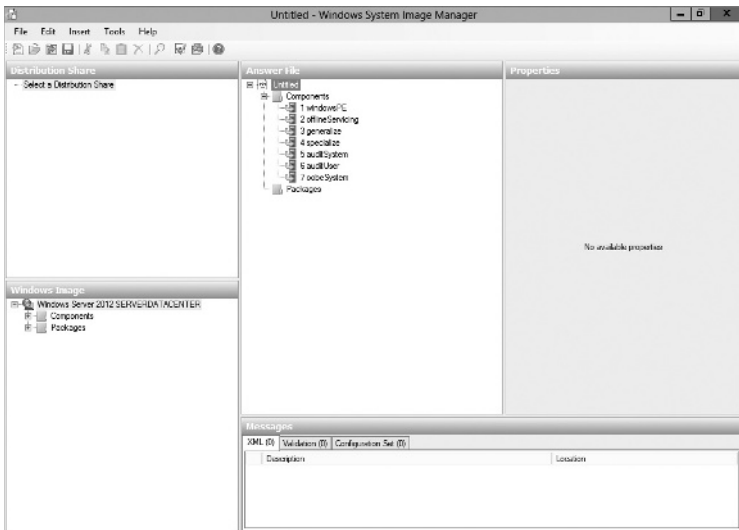 Untitled - Windows System Image Manager
File Edit Insert Tools Help
Distribution Share
Select a Distribution Share
Answer File
Untitled
Components
1 windowsPE
2 offlineServicing
3 generalize
4 specialize
5 auditSystem
6 auditUser
7 oobeSystem
Packages
Properties
No available properties
Windows Image
Windows Server 2012 SERVERDATACENTER
Components
Packages
Messages
XML (0) Validation (0) Configuration Set (0)
Description Location